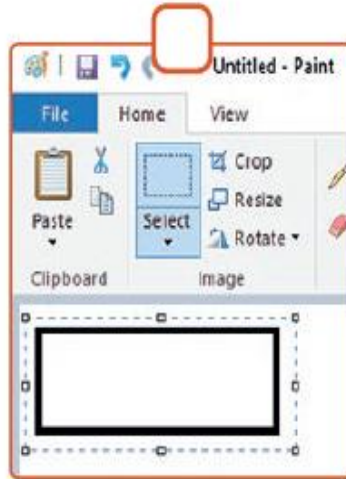 Untitled - Paint
File Home View
Paste
Select
Crop
Resize
Rotate
Clipboard
Image